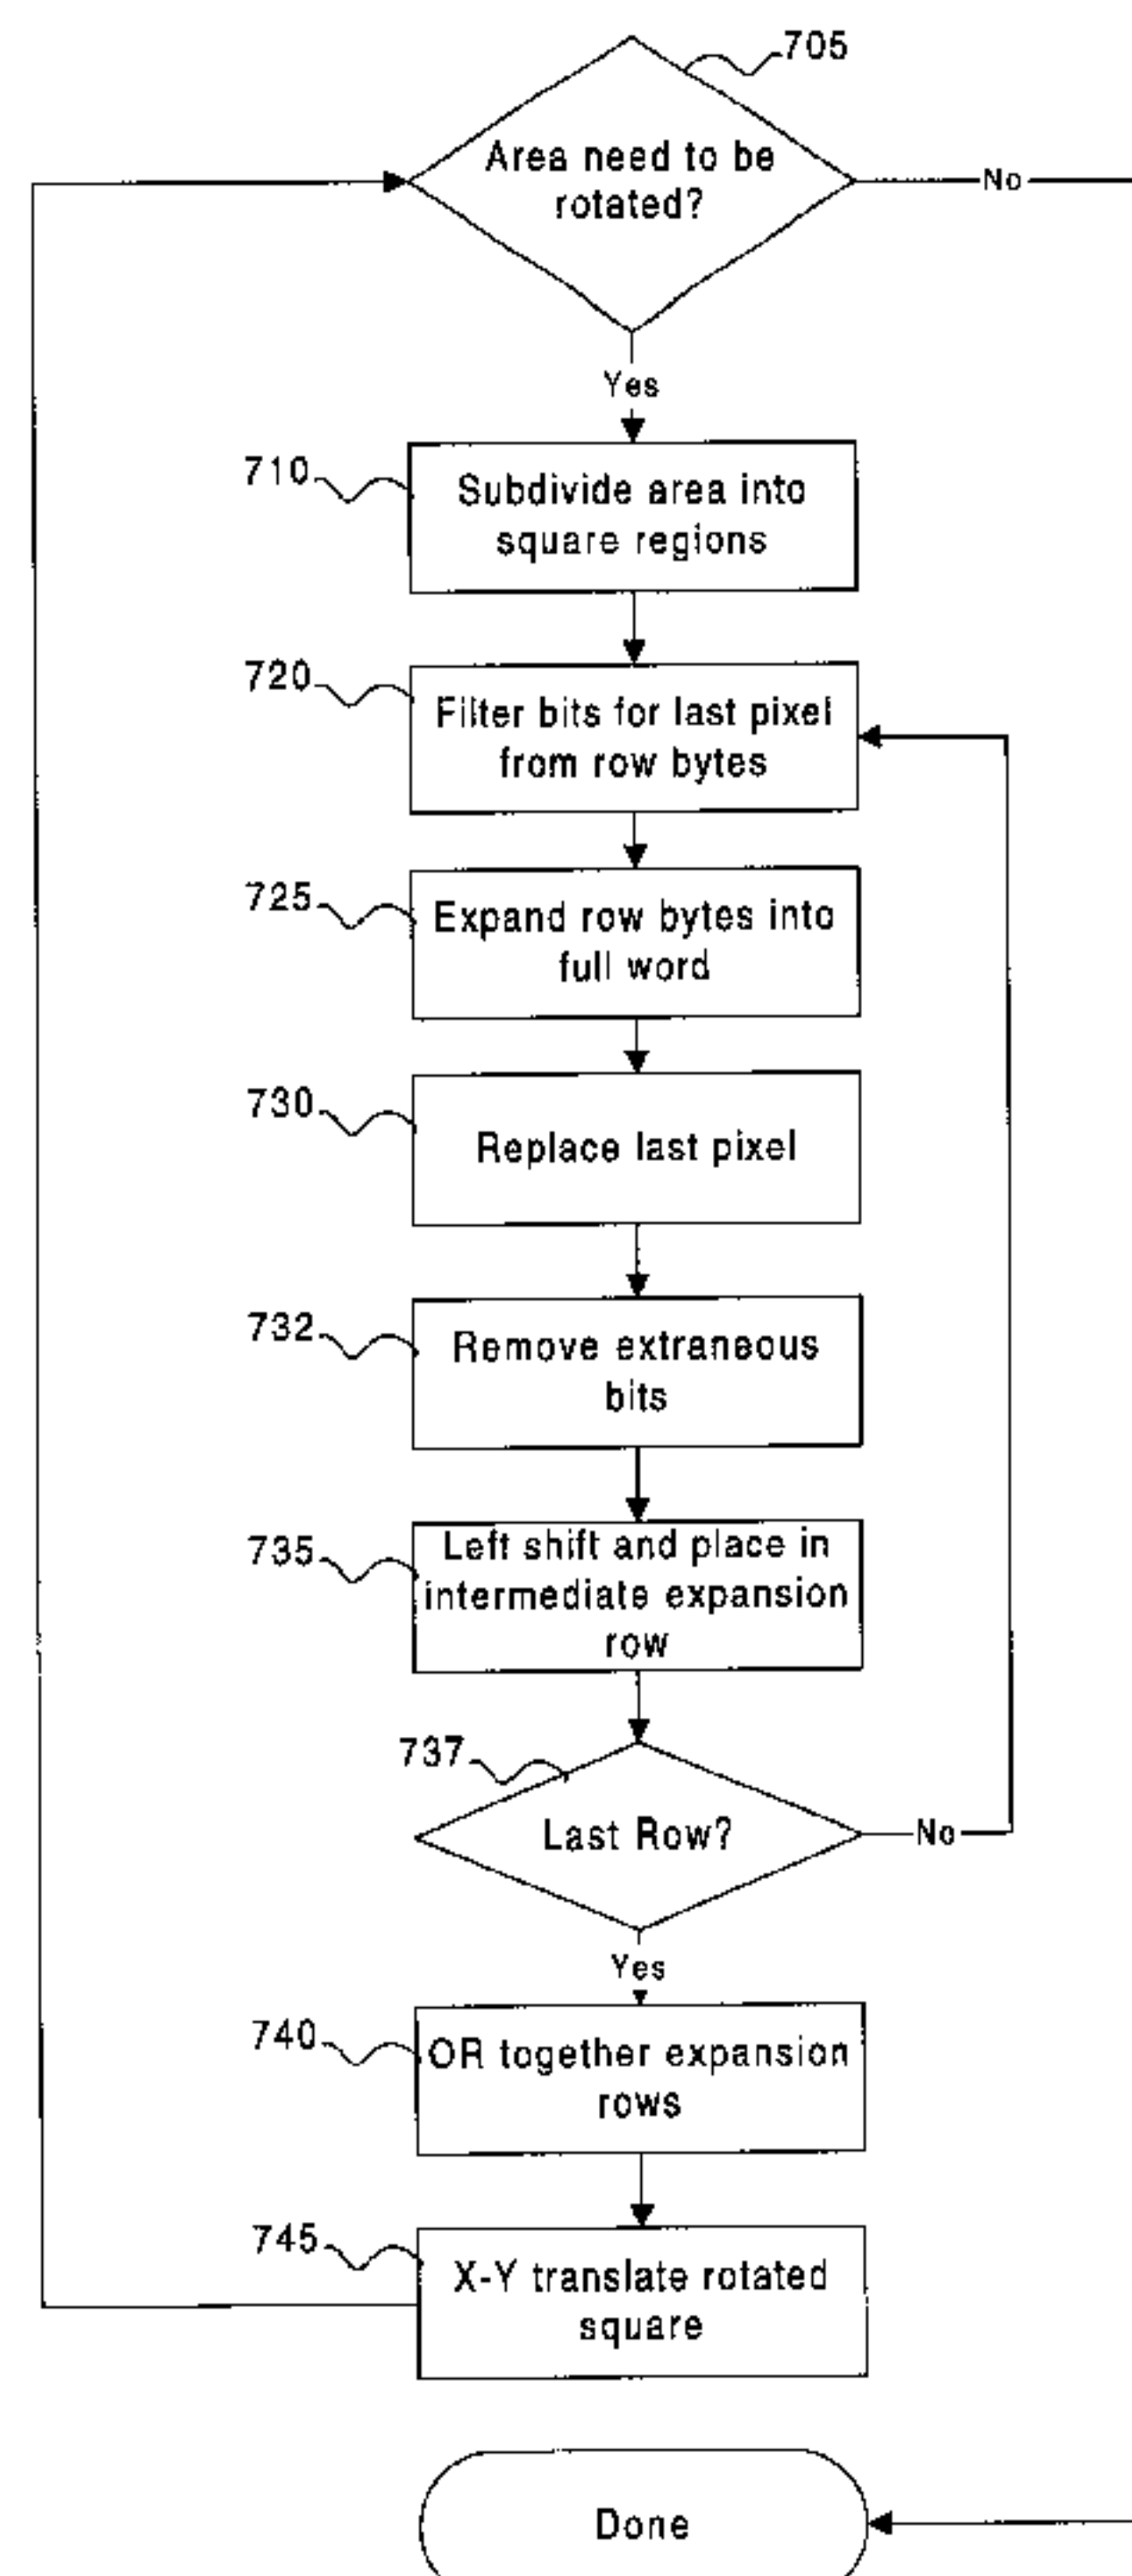 705
Area need to be
rotated?
No
Yes
710
Subdivide area into
square regions
720
Filter bits for last pixel
from row bytes
725
Expand row bytes into
full word
730
Replace last pixel
732
Remove extraneous
bits
735
Left shift and place in
intermediate expansion
row
737
Last Row?
No
Yes
740
OR together expansion
rows
745
X-Y translate rotated
square
Done